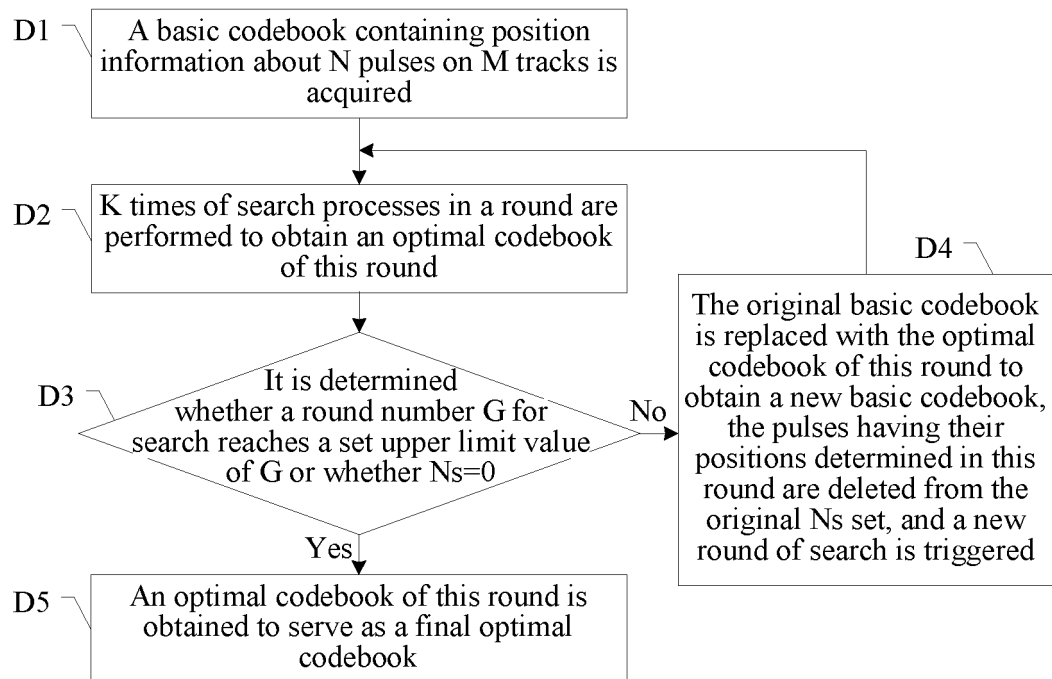 D1
A basic codebook containing position
information about N pulses on M tracks is
acquired
D2
K times of search processes in a round are
performed to obtain an optimal codebook
of this round
D3
It is determined
whether a round number G for
search reaches a set upper limit value
of G or whether Ns=0
No
D4
The original basic codebook
is replaced with the optimal
codebook of this round to
obtain a new basic codebook,
the pulses having their
positions determined in this
round are deleted from the
original Ns set, and a new
round of search is triggered
Yes
D5
An optimal codebook of this round is
obtained to serve as a final optimal
codebook